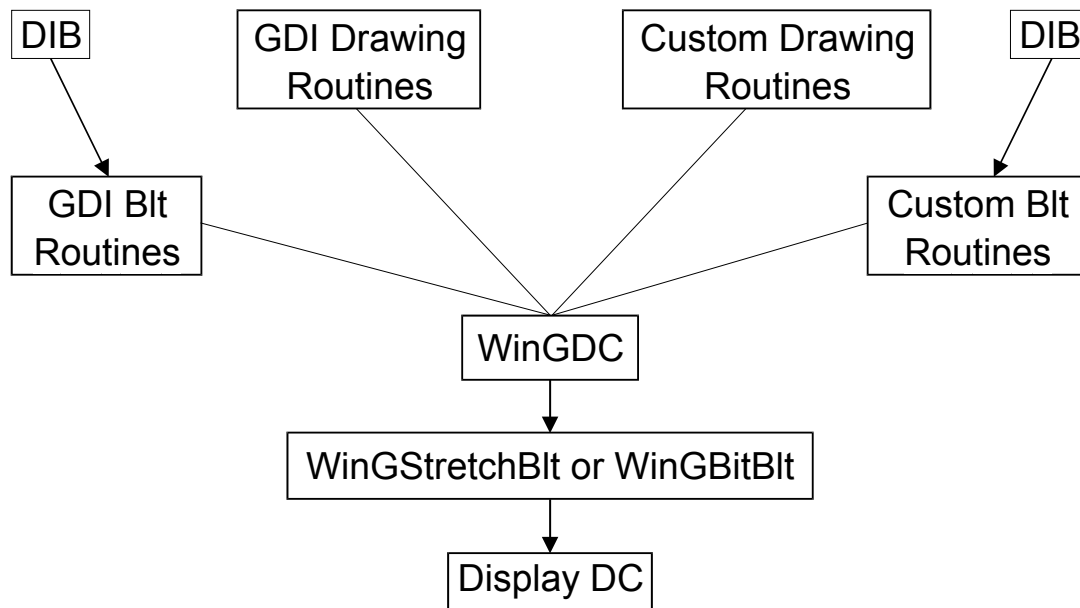 DIB
GDI Drawing
Routines
Custom Drawing
Routines
DIB
GDI Blt
Routines
Custom Blt
Routines
WinGDC
WinGStretchBlt or WinGBitBlt
Display DC